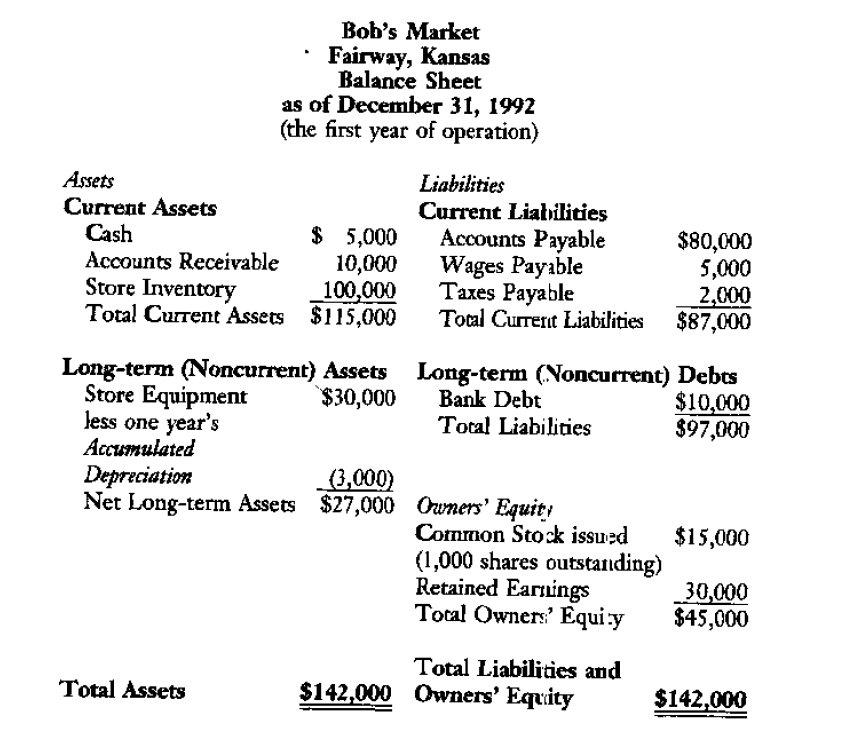 Bob's Market
Fairway, Kansas
Balance Sheet
as of December 31, 1992
(the first year of operation)
Assets
Current Assets
Cash $ 5,000
Accounts Receivable 10,000
Store Inventory 100,000
Total Current Assets $115,000
Long-term (Noncurrent) Assets
Store Equipment $30,000
less one year's
Accumulated
Depreciation (3,000)
Net Long-term Assets $27,000
Total Assets $142,000
Liabilities
Current Liabilities
Accounts Payable $80,000
Wages Payable 5,000
Taxes Payable 2,000
Total Current Liabilities $87,000
Long-term (Noncurrent) Debts
Bank Debt $10,000
Total Liabilities $97,000
Owners' Equity
Common Stock issued $15,000
(1,000 shares outstanding)
Retained Earnings 30,000
Total Owners' Equity $45,000
Total Liabilities and
Owners' Equity $142,000